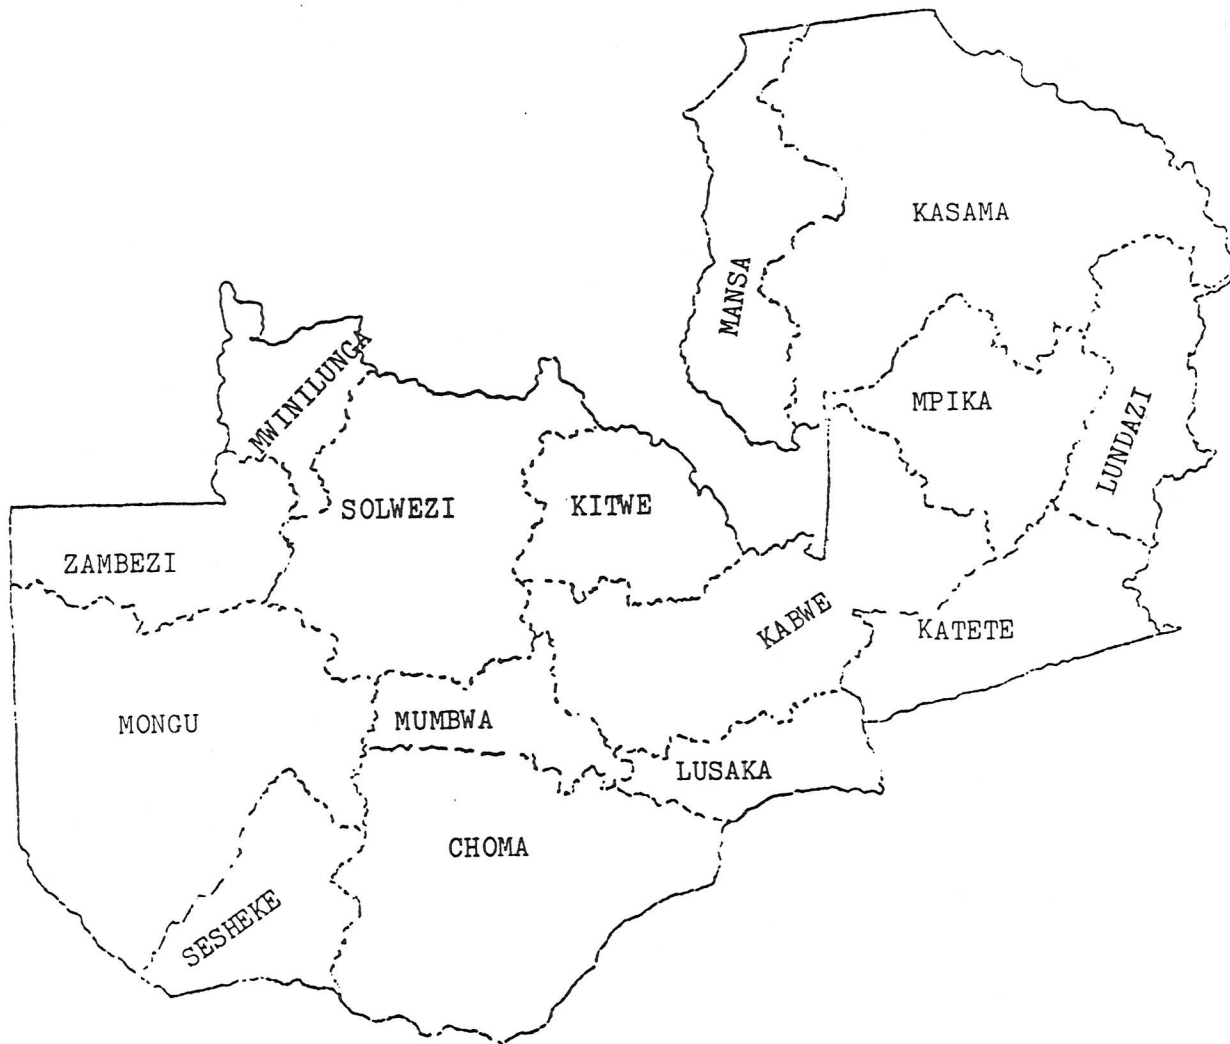 KASAMA
MANSA
MWINILUNGA
MPIKA
LUNDAZI
SOLWEZI
KITWE
ZAMBEZI
KABWE
KATETE
MONGU
MUMBWA
LUSAKA
CHOMA
SESHEKE